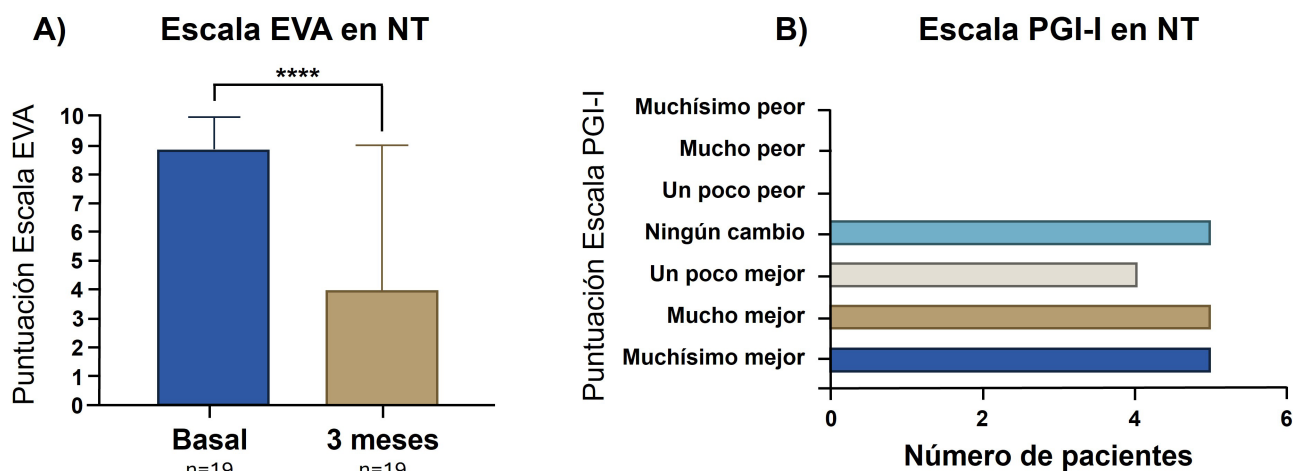 A) Escala EVA en NT
****
Puntuación Escala EVA
10
9
8
7
6
5
4
3
2
1
0
Basal 3 meses
n=19 n=19
B) Escala PGI-I en NT
Puntuación Escala PGI-I
Muchísimo peor
Mucho peor
Un poco peor
Ningún cambio
Un poco mejor
Mucho mejor
Muchísimo mejor
0 2 4 6
Número de pacientes